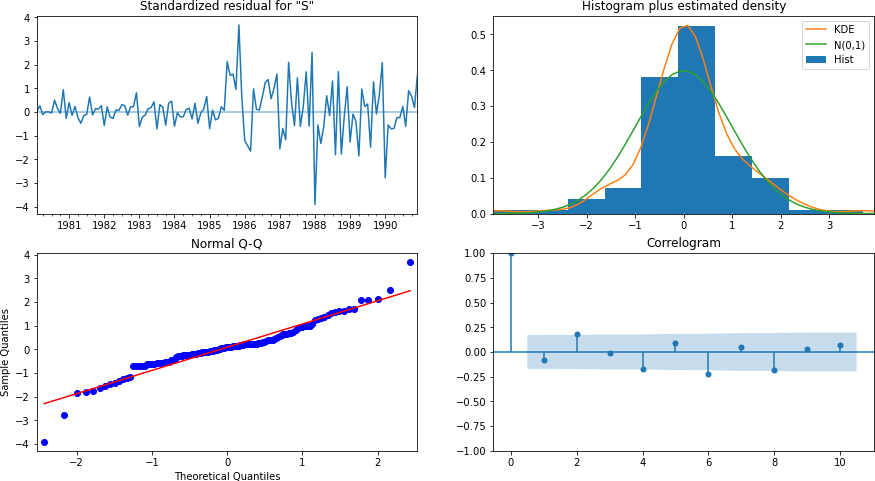 Standardized residual for "S"
4
3
2
1
0
−1
−2
−3
−4
1981 1982 1983 1984 1985 1986 1987 1988 1989 1990
Histogram plus estimated density
0.5
0.4
0.3
0.2
0.1
0.0
−3 −2 −1 0 1 2 3
KDE
N(0,1)
Hist
Normal Q-Q
Sample Quantiles
4
3
2
1
0
−1
−2
−3
−4
−2 −1 0 1 2
Theoretical Quantiles
Correlogram
1.00
0.75
0.50
0.25
0.00
−0.25
−0.50
−0.75
−1.00
0 2 4 6 8 10